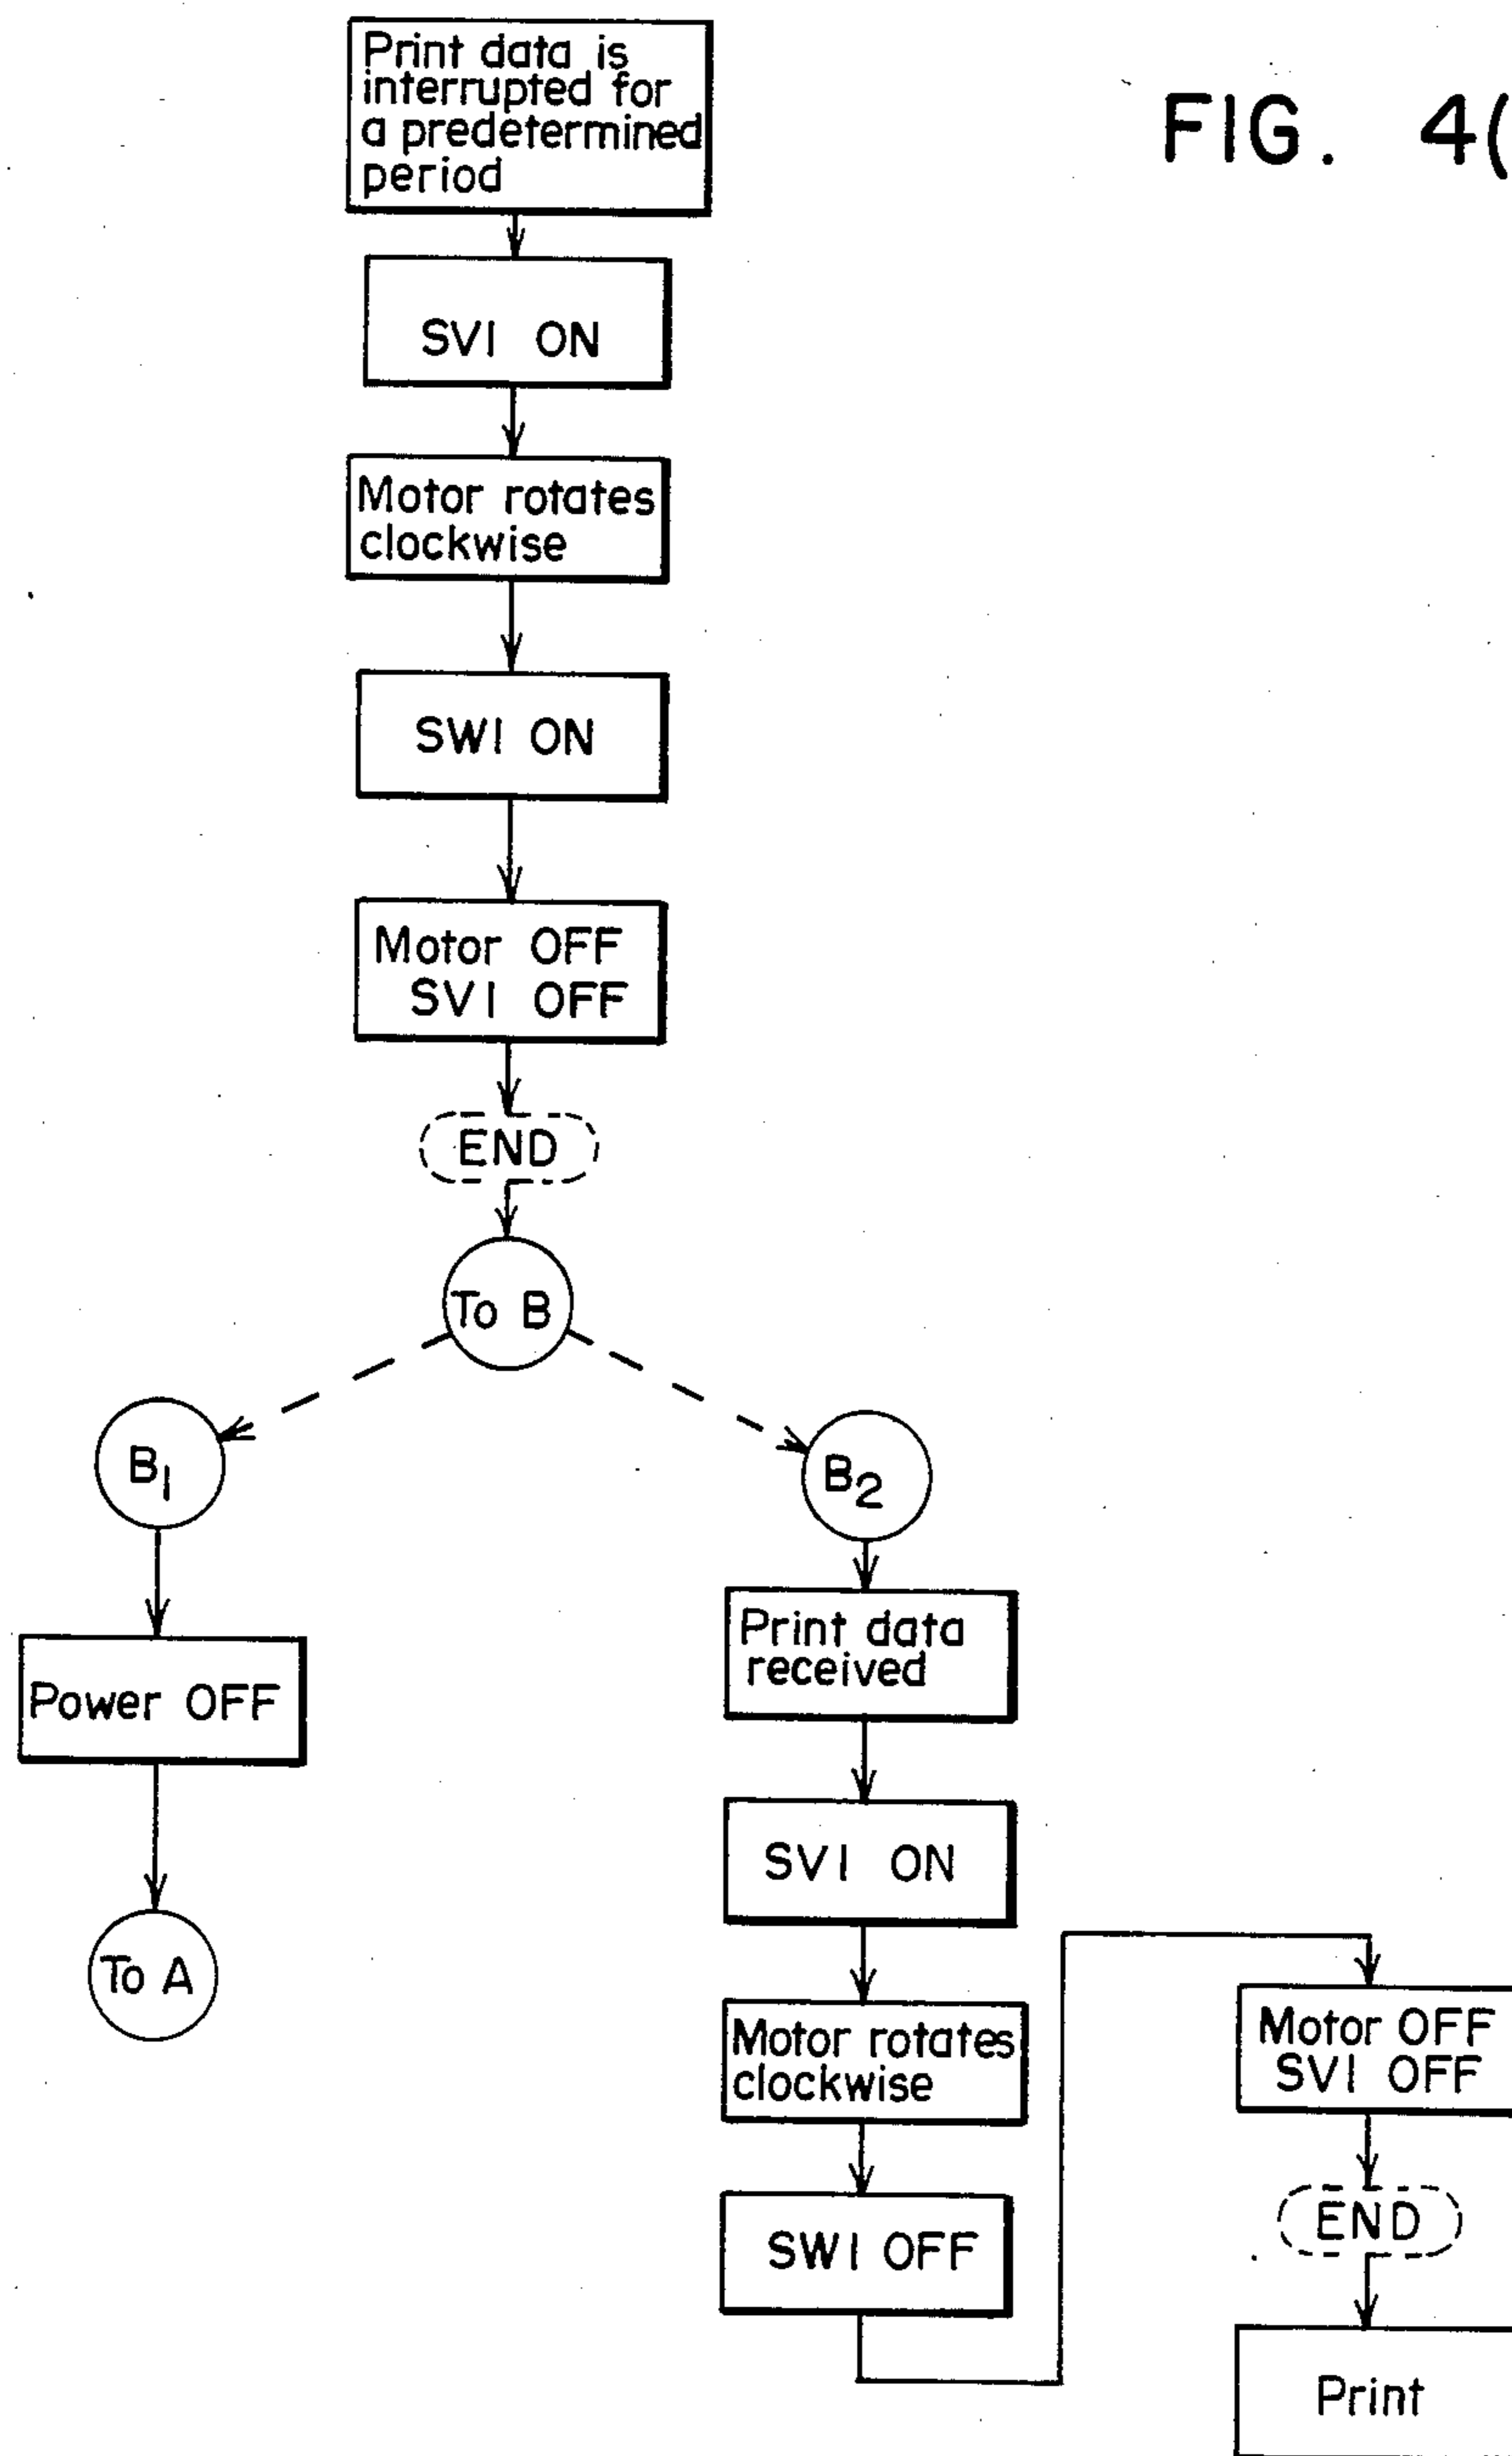 Print data is
interrupted for
a predetermined
period
FIG. 4(
SVI ON
Motor rotates
clockwise
SWI ON
Motor OFF
SVI OFF
END
To B
B1
B2
Power OFF
To A
Print data
received
SVI ON
Motor rotates
clockwise
SWI OFF
Motor OFF
SVI OFF
END
Print